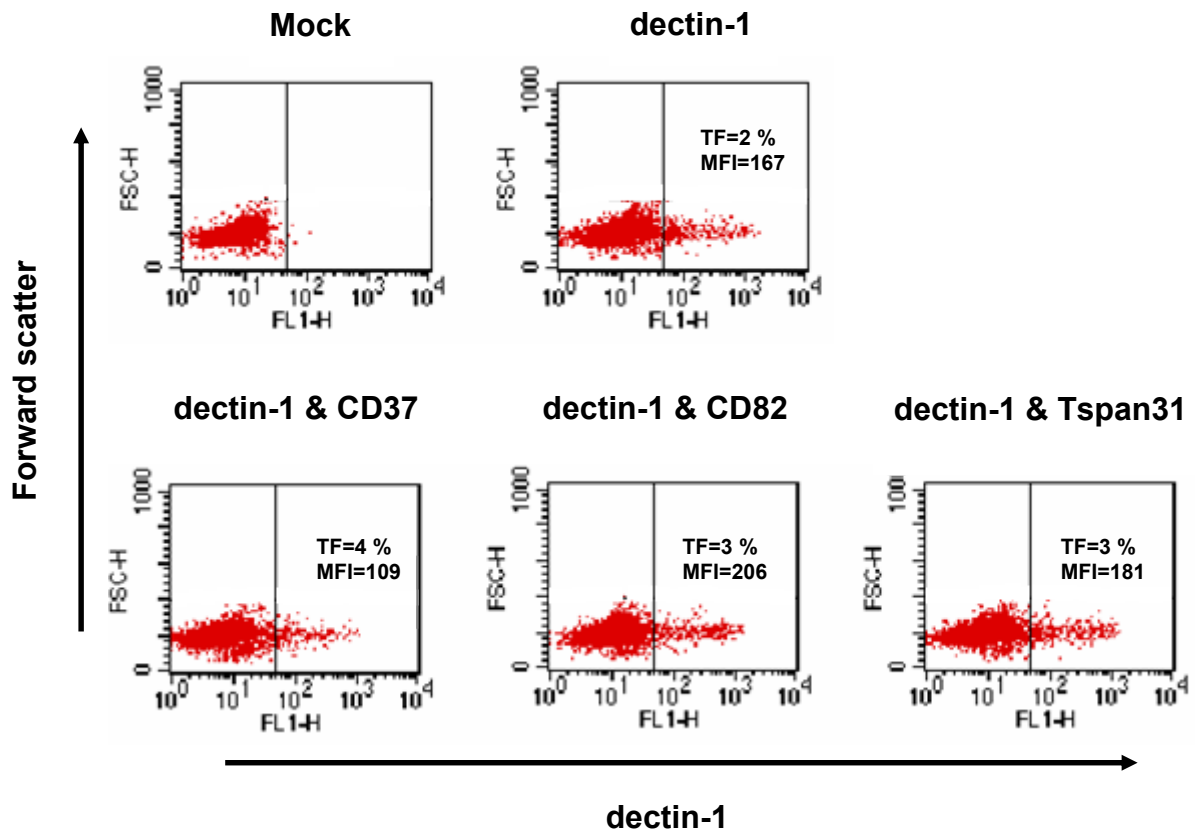 Mock
dectin-1
1000
FSC-H
0
10^0 10^1 10^2 10^3 10^4
FL1-H
1000
FSC-H
0
TF=2 %
MFI=167
10^0 10^1 10^2 10^3 10^4
FL1-H
Forward scatter
dectin-1 & CD37
dectin-1 & CD82
dectin-1 & Tspan31
1000
FSC-H
0
TF=4 %
MFI=109
10^0 10^1 10^2 10^3 10^4
FL1-H
1000
FSC-H
0
TF=3 %
MFI=206
10^0 10^1 10^2 10^3 10^4
FL1-H
100
FSC-H
0
TF=3 %
MFI=181
10^0 10^1 10^2 10^3 10^4
FL1-H
dectin-1